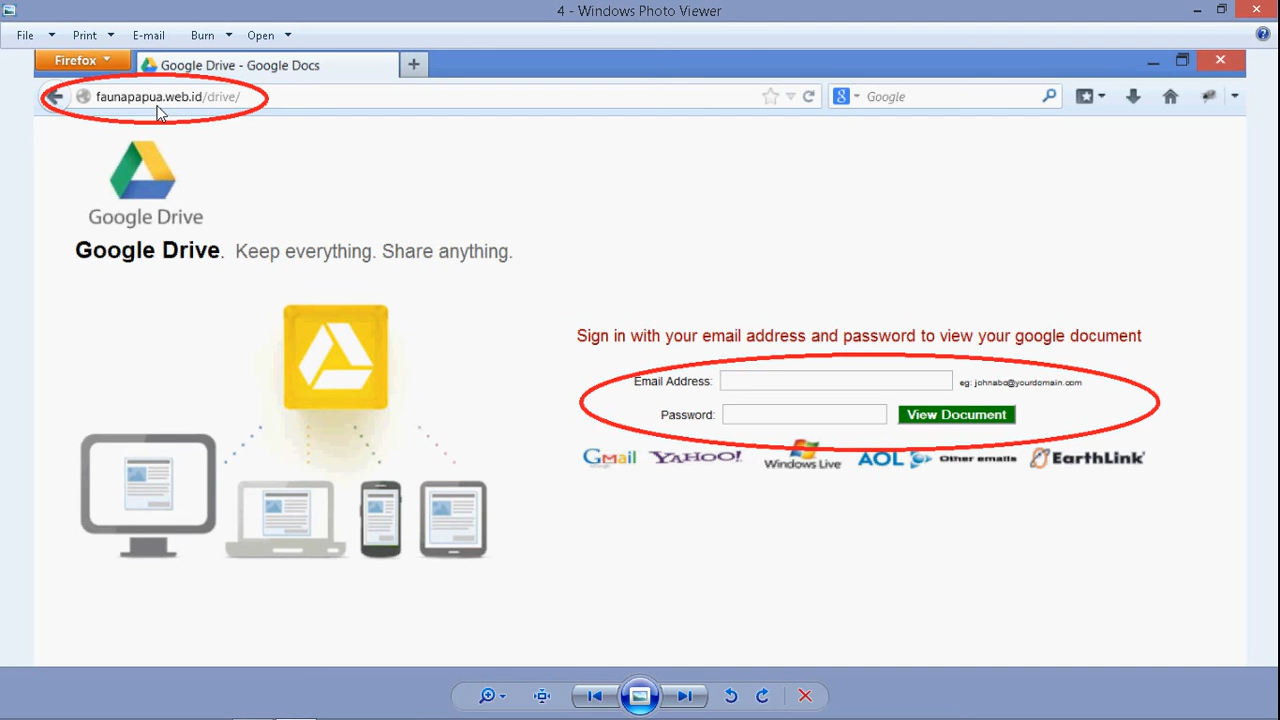 4 - Windows Photo Viewer
File Print E-mail Burn Open
Firefox
Google Drive - Google Docs
faunapapua.web.id/drive/
8 Google
Google Drive
Google Drive. Keep everything. Share anything.
Sign in with your email address and password to view your google document
Email Address: eg: johnabc@yourdomain.com
Password: View Document
Gmail YAHOO! Windows Live AOL Other emails EarthLink